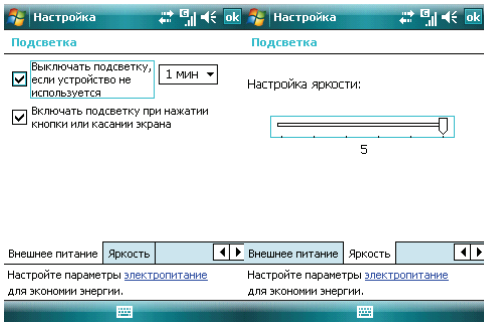 Настройка
ok
Подсветка
Выключать подсветку,
если устройство не
используется
1 мин
Включать подсветку при нажатии
кнопки или касании экрана
Внешнее питание Яркость
Настройте параметры электропитание
для экономии энергии.
Настройка
ok
Подсветка
Настройка яркости:
5
Внешнее питание Яркость
Настройте параметры электропитание
для экономии энергии.